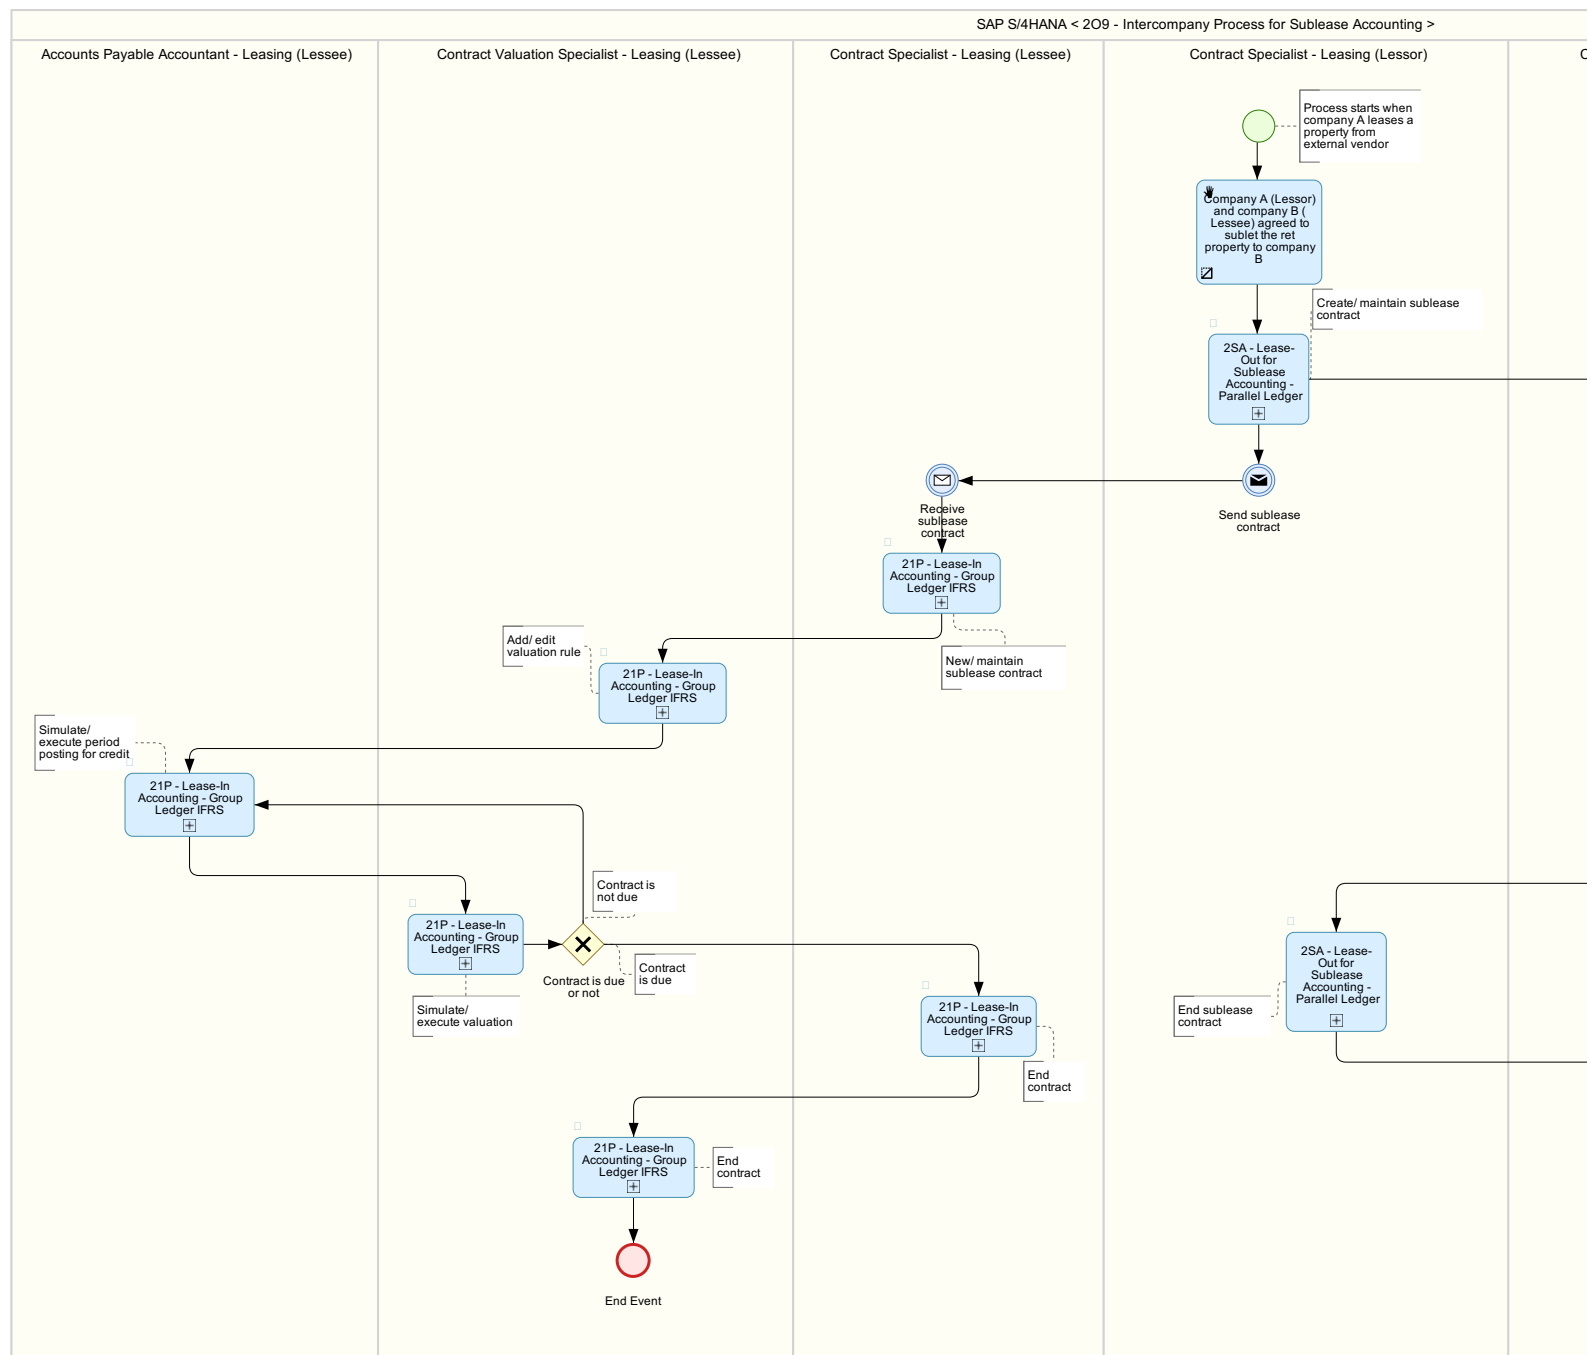 SAP S/4HANA < 2O9 - Intercompany Process for Sublease Accounting >
Accounts Payable Accountant - Leasing (Lessee)
Contract Valuation Specialist - Leasing (Lessee)
Contract Specialist - Leasing (Lessee)
Contract Specialist - Leasing (Lessor)
C
Process starts when
company A leases a
property from
external vendor
Company A (Lessor)
and company B (
Lessee) agreed to
sublet the ret
property to company
B
Create/ maintain sublease
contract
2SA - Lease-
Out for
Sublease
Accounting -
Parallel Ledger
Send sublease
contract
Receive
sublease
contract
21P - Lease-In
Accounting - Group
Ledger IFRS
New/ maintain
sublease contract
Add/ edit
valuation rule
21P - Lease-In
Accounting - Group
Ledger IFRS
Simulate/
execute period
posting for credit
21P - Lease-In
Accounting - Group
Ledger IFRS
Contract is
not due
21P - Lease-In
Accounting - Group
Ledger IFRS
Contract is due
or not
Contract
is due
Simulate/
execute valuation
21P - Lease-In
Accounting - Group
Ledger IFRS
End
contract
2SA - Lease-
Out for
Sublease
Accounting -
Parallel Ledger
End sublease
contract
21P - Lease-In
Accounting - Group
Ledger IFRS
End
contract
End Event